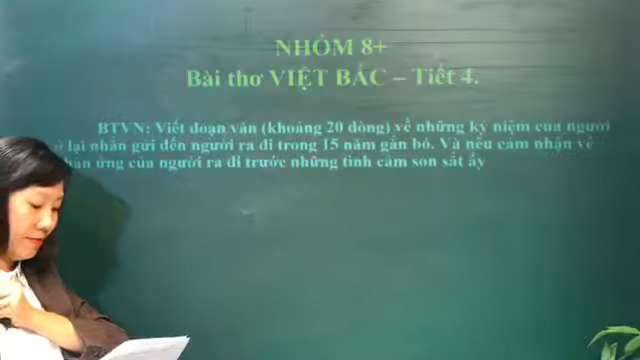 NHÓM 8+
Bài thơ VIỆT BẮC – Tiết 4.
BTVN: Viết đoạn văn (khoảng 20 dòng) về những kỷ niệm của người
ở lại nhắn gửi đến người ra đi trong 15 năm gắn bó. Và nêu cảm nhận về
phản ứng của người ra đi trước những tình cảm son sắt ấy